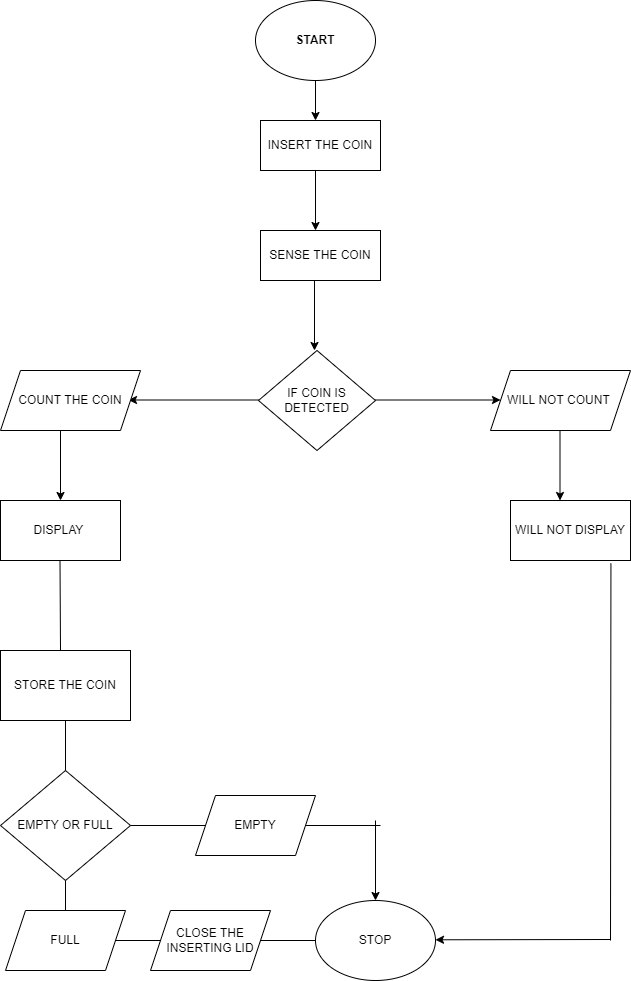 START
INSERT THE COIN
SENSE THE COIN
IF COIN IS
DETECTED
COUNT THE COIN
WILL NOT COUNT
DISPLAY
WILL NOT DISPLAY
STORE THE COIN
EMPTY OR FULL
EMPTY
FULL
CLOSE THE
INSERTING LID
STOP